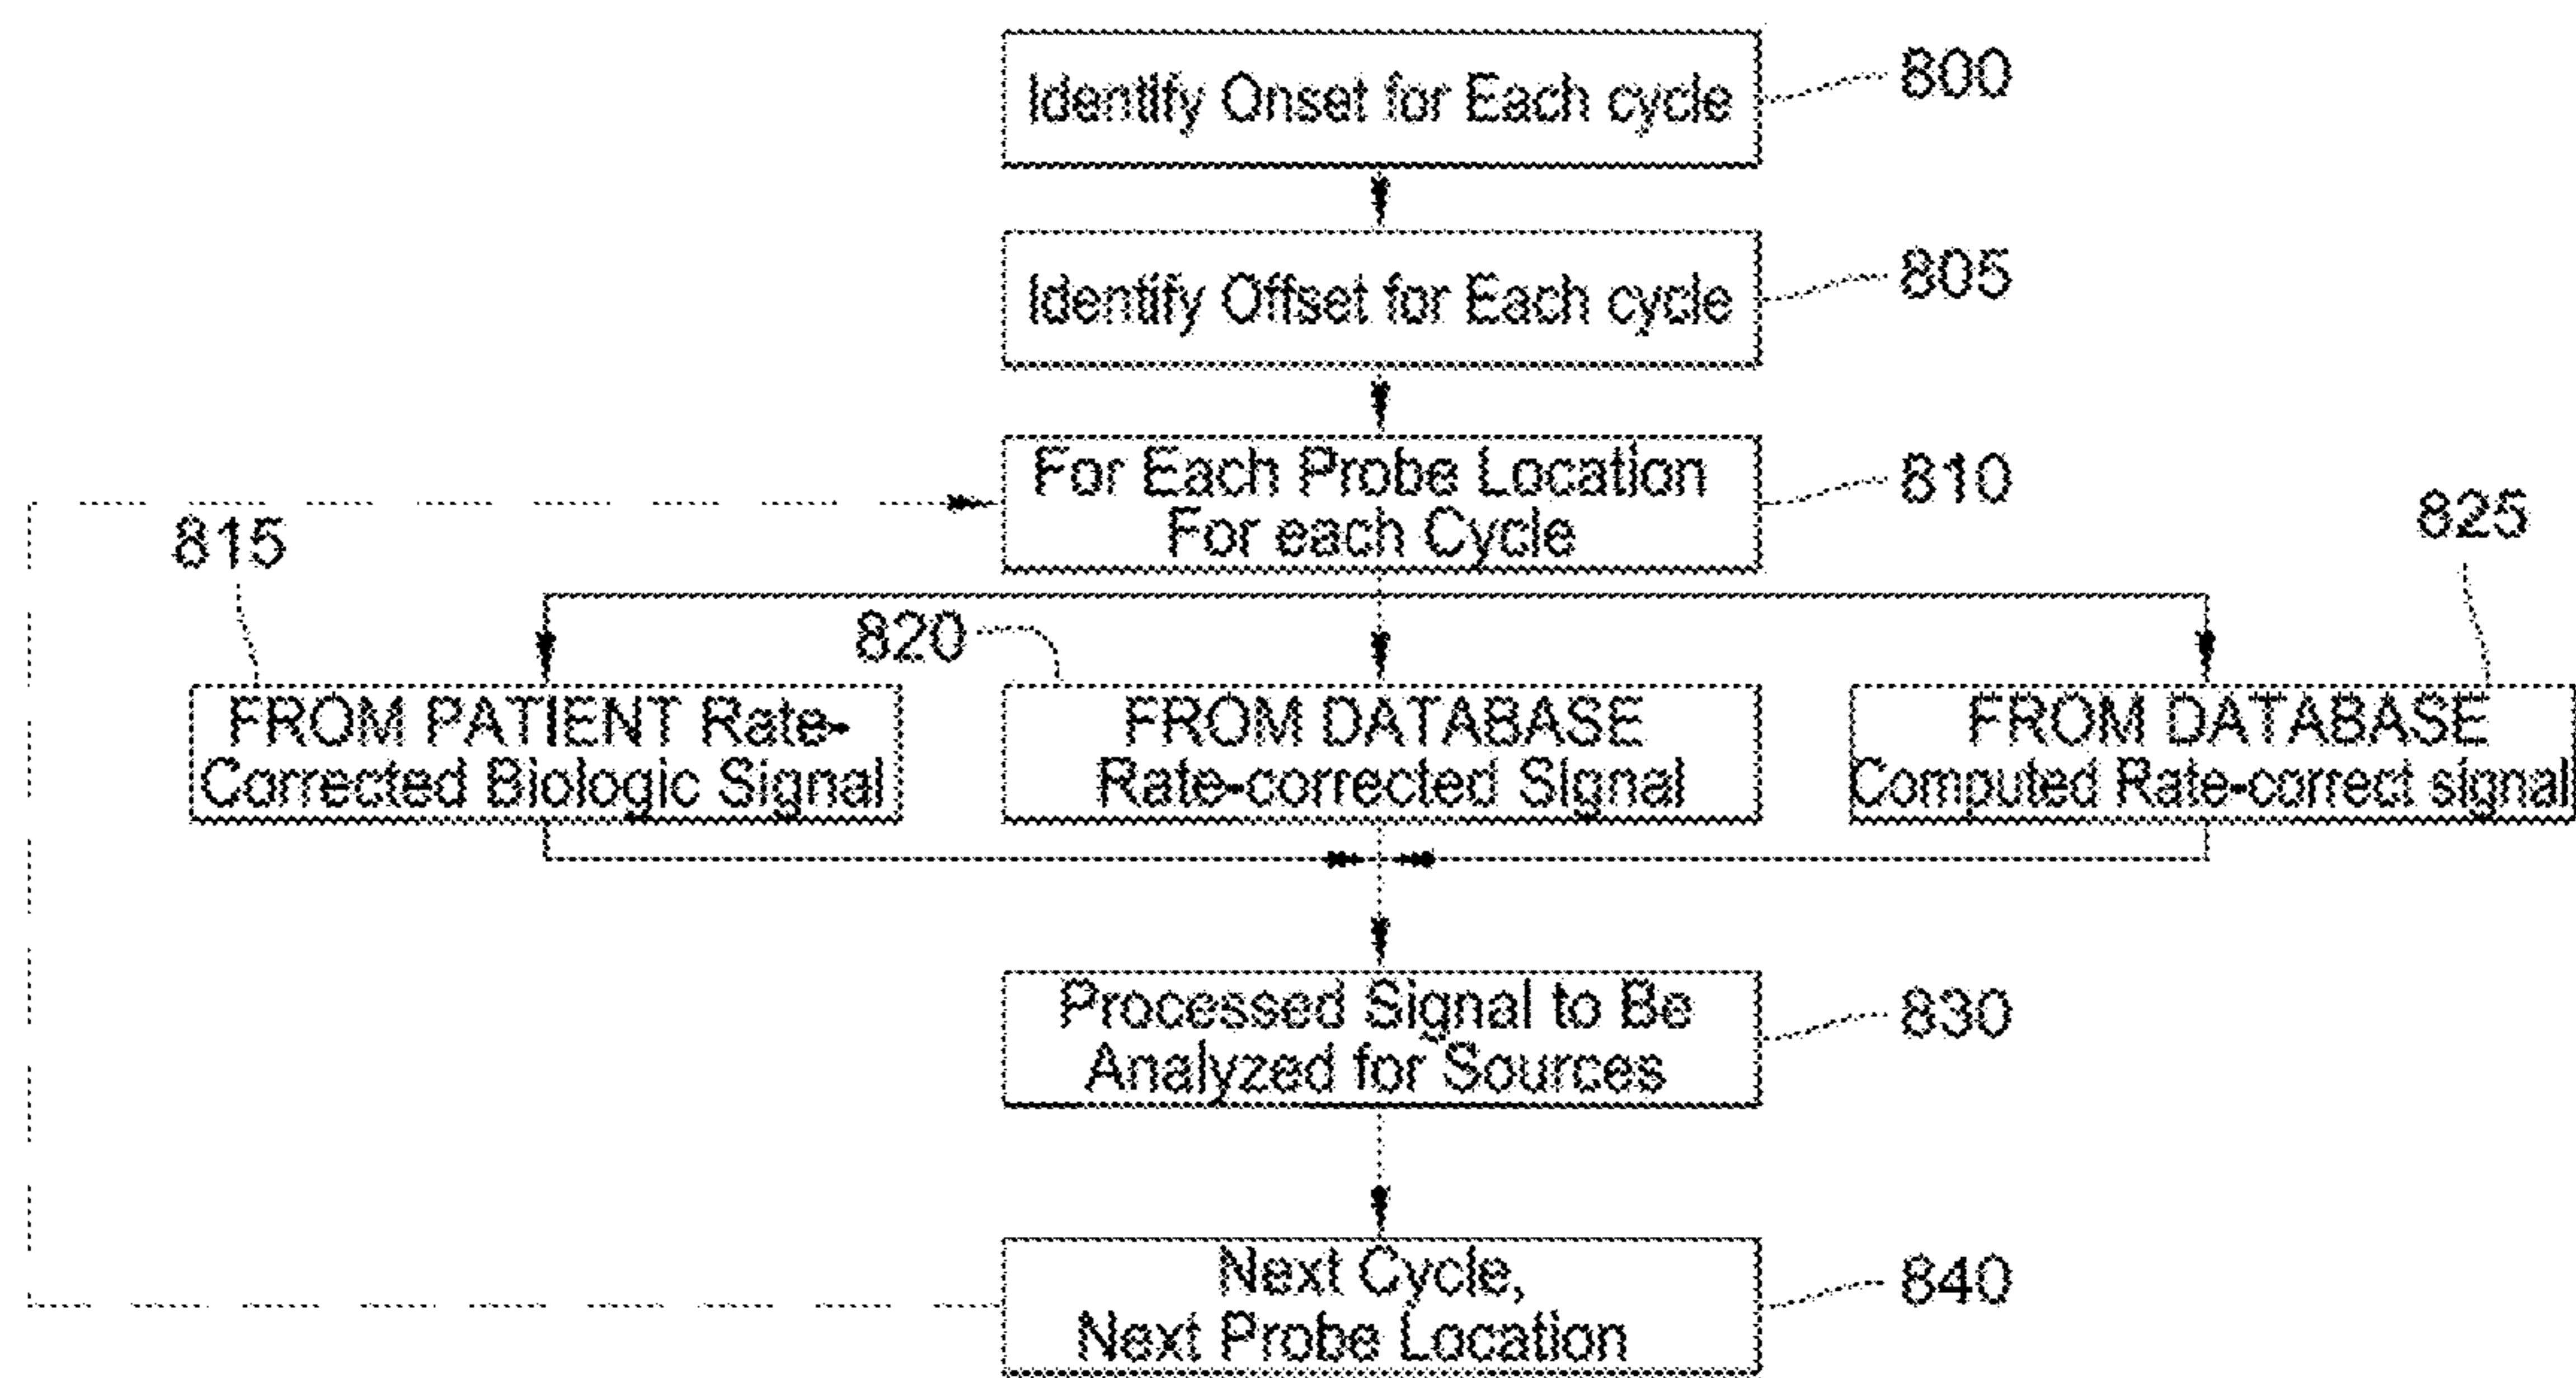 Identify Onset for Each cycle
800
Identify Offset for Each cycle
805
For Each Probe Location
For each Cycle
810
815
820
825
FROM PATIENT Rate-
Corrected Biologic Signal
FROM DATABASE
Rate-corrected Signal
FROM DATABASE
Computed Rate-correct signal
Processed Signal to Be
Analyzed for Sources
830
Next Cycle,
Next Probe Location
840